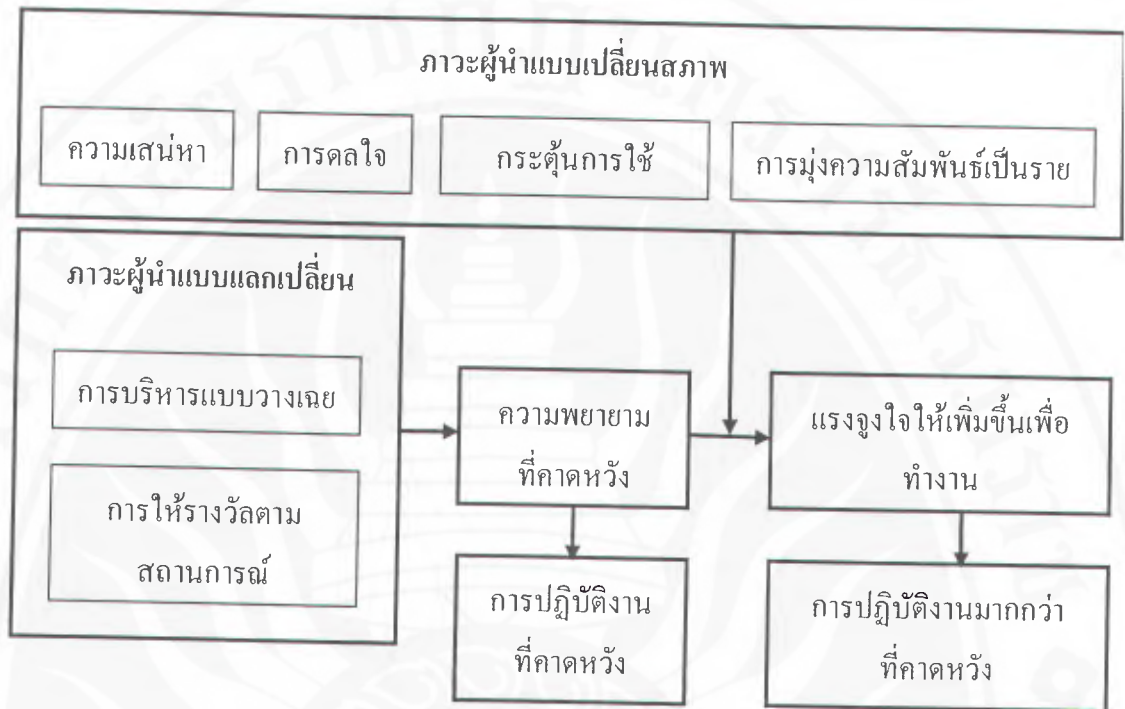 ภาวะผู้นำแบบเปลี่ยนสภาพ
ความเสน่หา
การดลใจ
กระตุ้นการใช้
การมุ่งความสัมพันธ์เป็นราย
ภาวะผู้นำแบบแลกเปลี่ยน
การบริหารแบบวางเฉย
การให้รางวัลตาม
สถานการณ์
ความพยายาม
ที่คาดหวัง
แรงจูงใจให้เพิ่มขึ้นเพื่อ
ทำงาน
การปฏิบัติงาน
ที่คาดหวัง
การปฏิบัติงานมากกว่า
ที่คาดหวัง